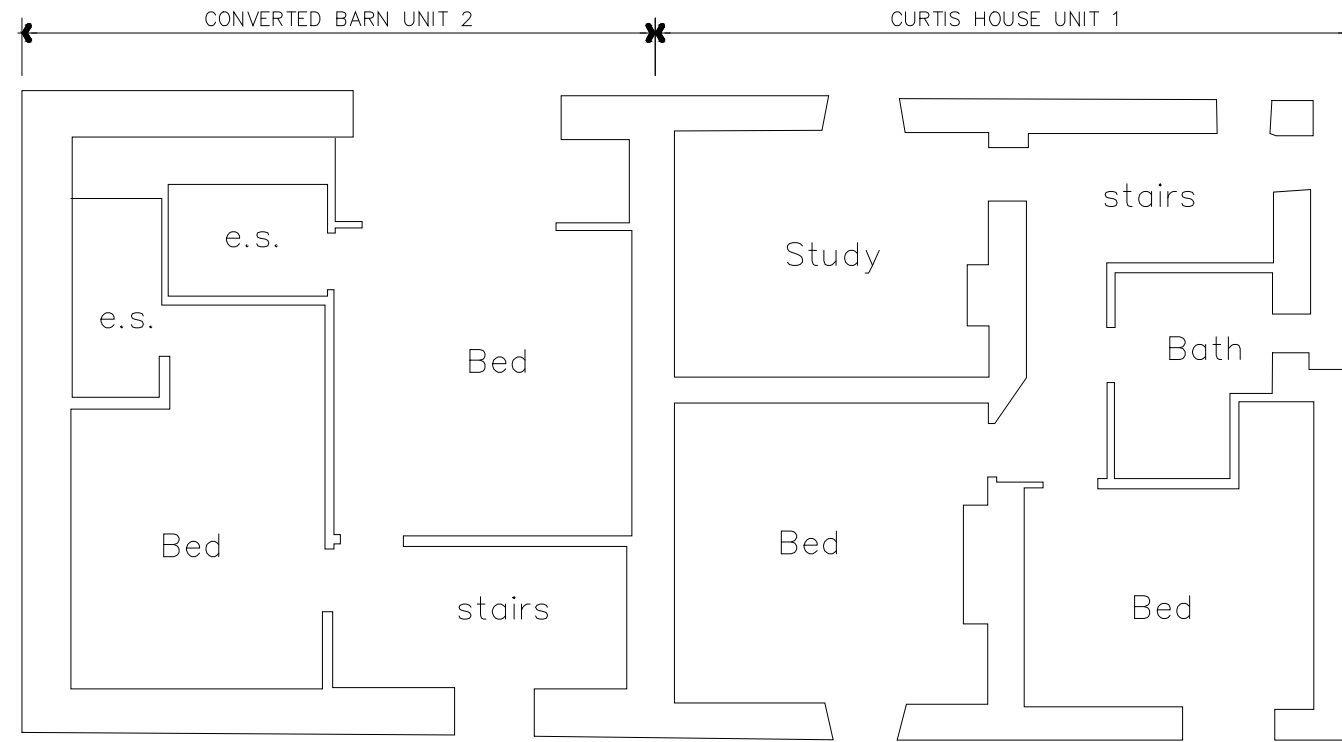 CONVERTED BARN UNIT 2
CURTIS HOUSE UNIT 1
stairs
e.s.
Study
e.s.
Bath
Bed
Bed
Bed
stairs
Bed